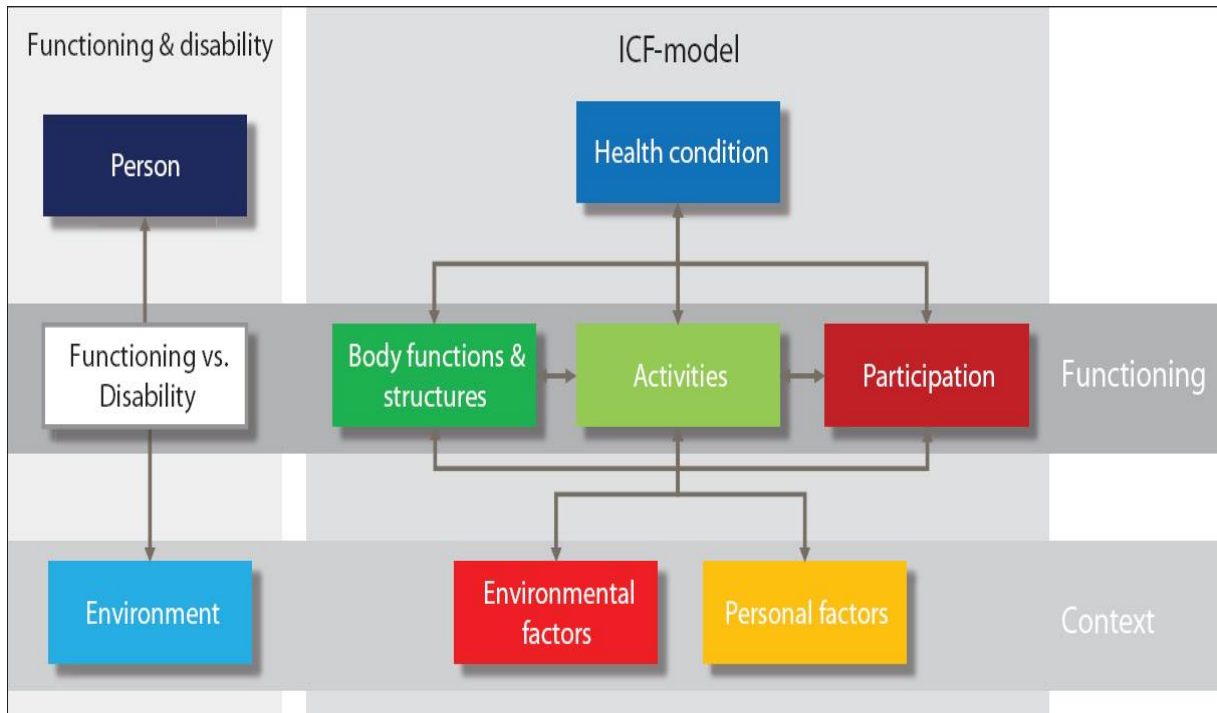 Functioning & disability
ICF-model
Person
Health condition
Functioning vs.
Disability
Body functions &
structures
Activities
Participation
Functioning
Environment
Environmental
factors
Personal factors
Context